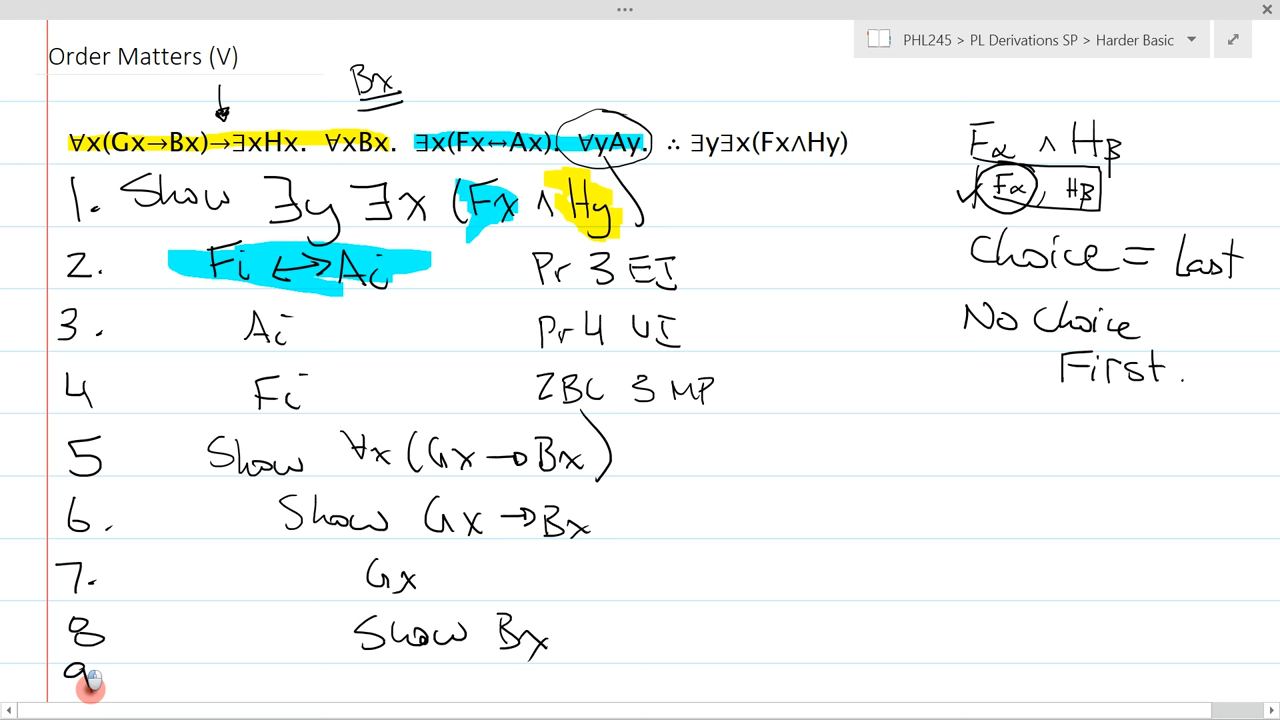 PHL245 > PL Derivations SP > Harder Basic
Order Matters (V)
Bx
∀x(Gx→Bx)→∃xHx. ∀xBx. ∃x(Fx↔Ax). ∀yAy. ∴ ∃y∃x(Fx∧Hy)
Fα ∧ Hβ
✓ Fα, Hβ
Choice = Last
No Choice
First.
1. Show ∃y ∃x (Fx ∧ Hy)
2. Fi ↔ Ai Pr 3 EI
3. Ai Pr 4 UI
4 Fi 2BC 3 MP
5 Show ∀x (Gx → Bx)
6. Show Gx → Bx
7. Gx
8 Show Bx
9